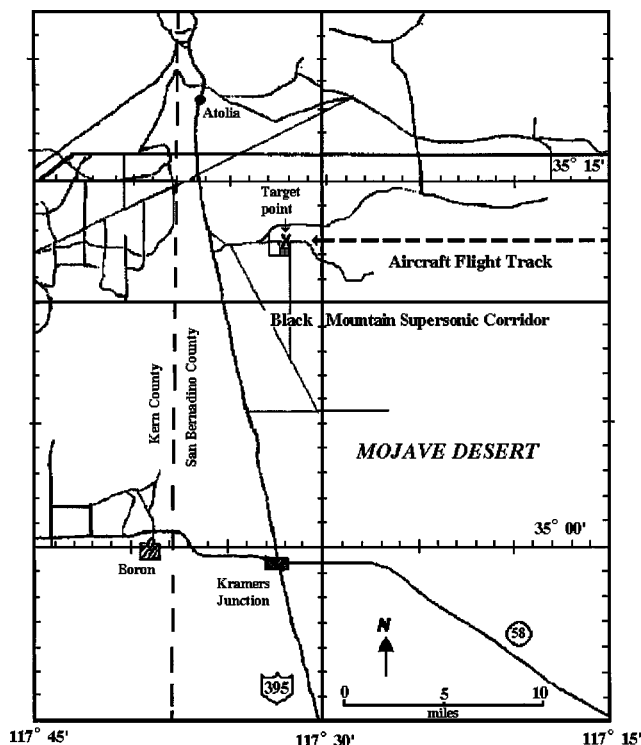 Atolia
35° 15'
Target
point
X
Aircraft Flight Track
Black Mountain Supersonic Corridor
Kern County
San Bernadino County
MOJAVE DESERT
35° 00'
Boron
Kramers
Junction
N
58
395
0 5 10
miles
117° 45' 117° 30' 117° 15'